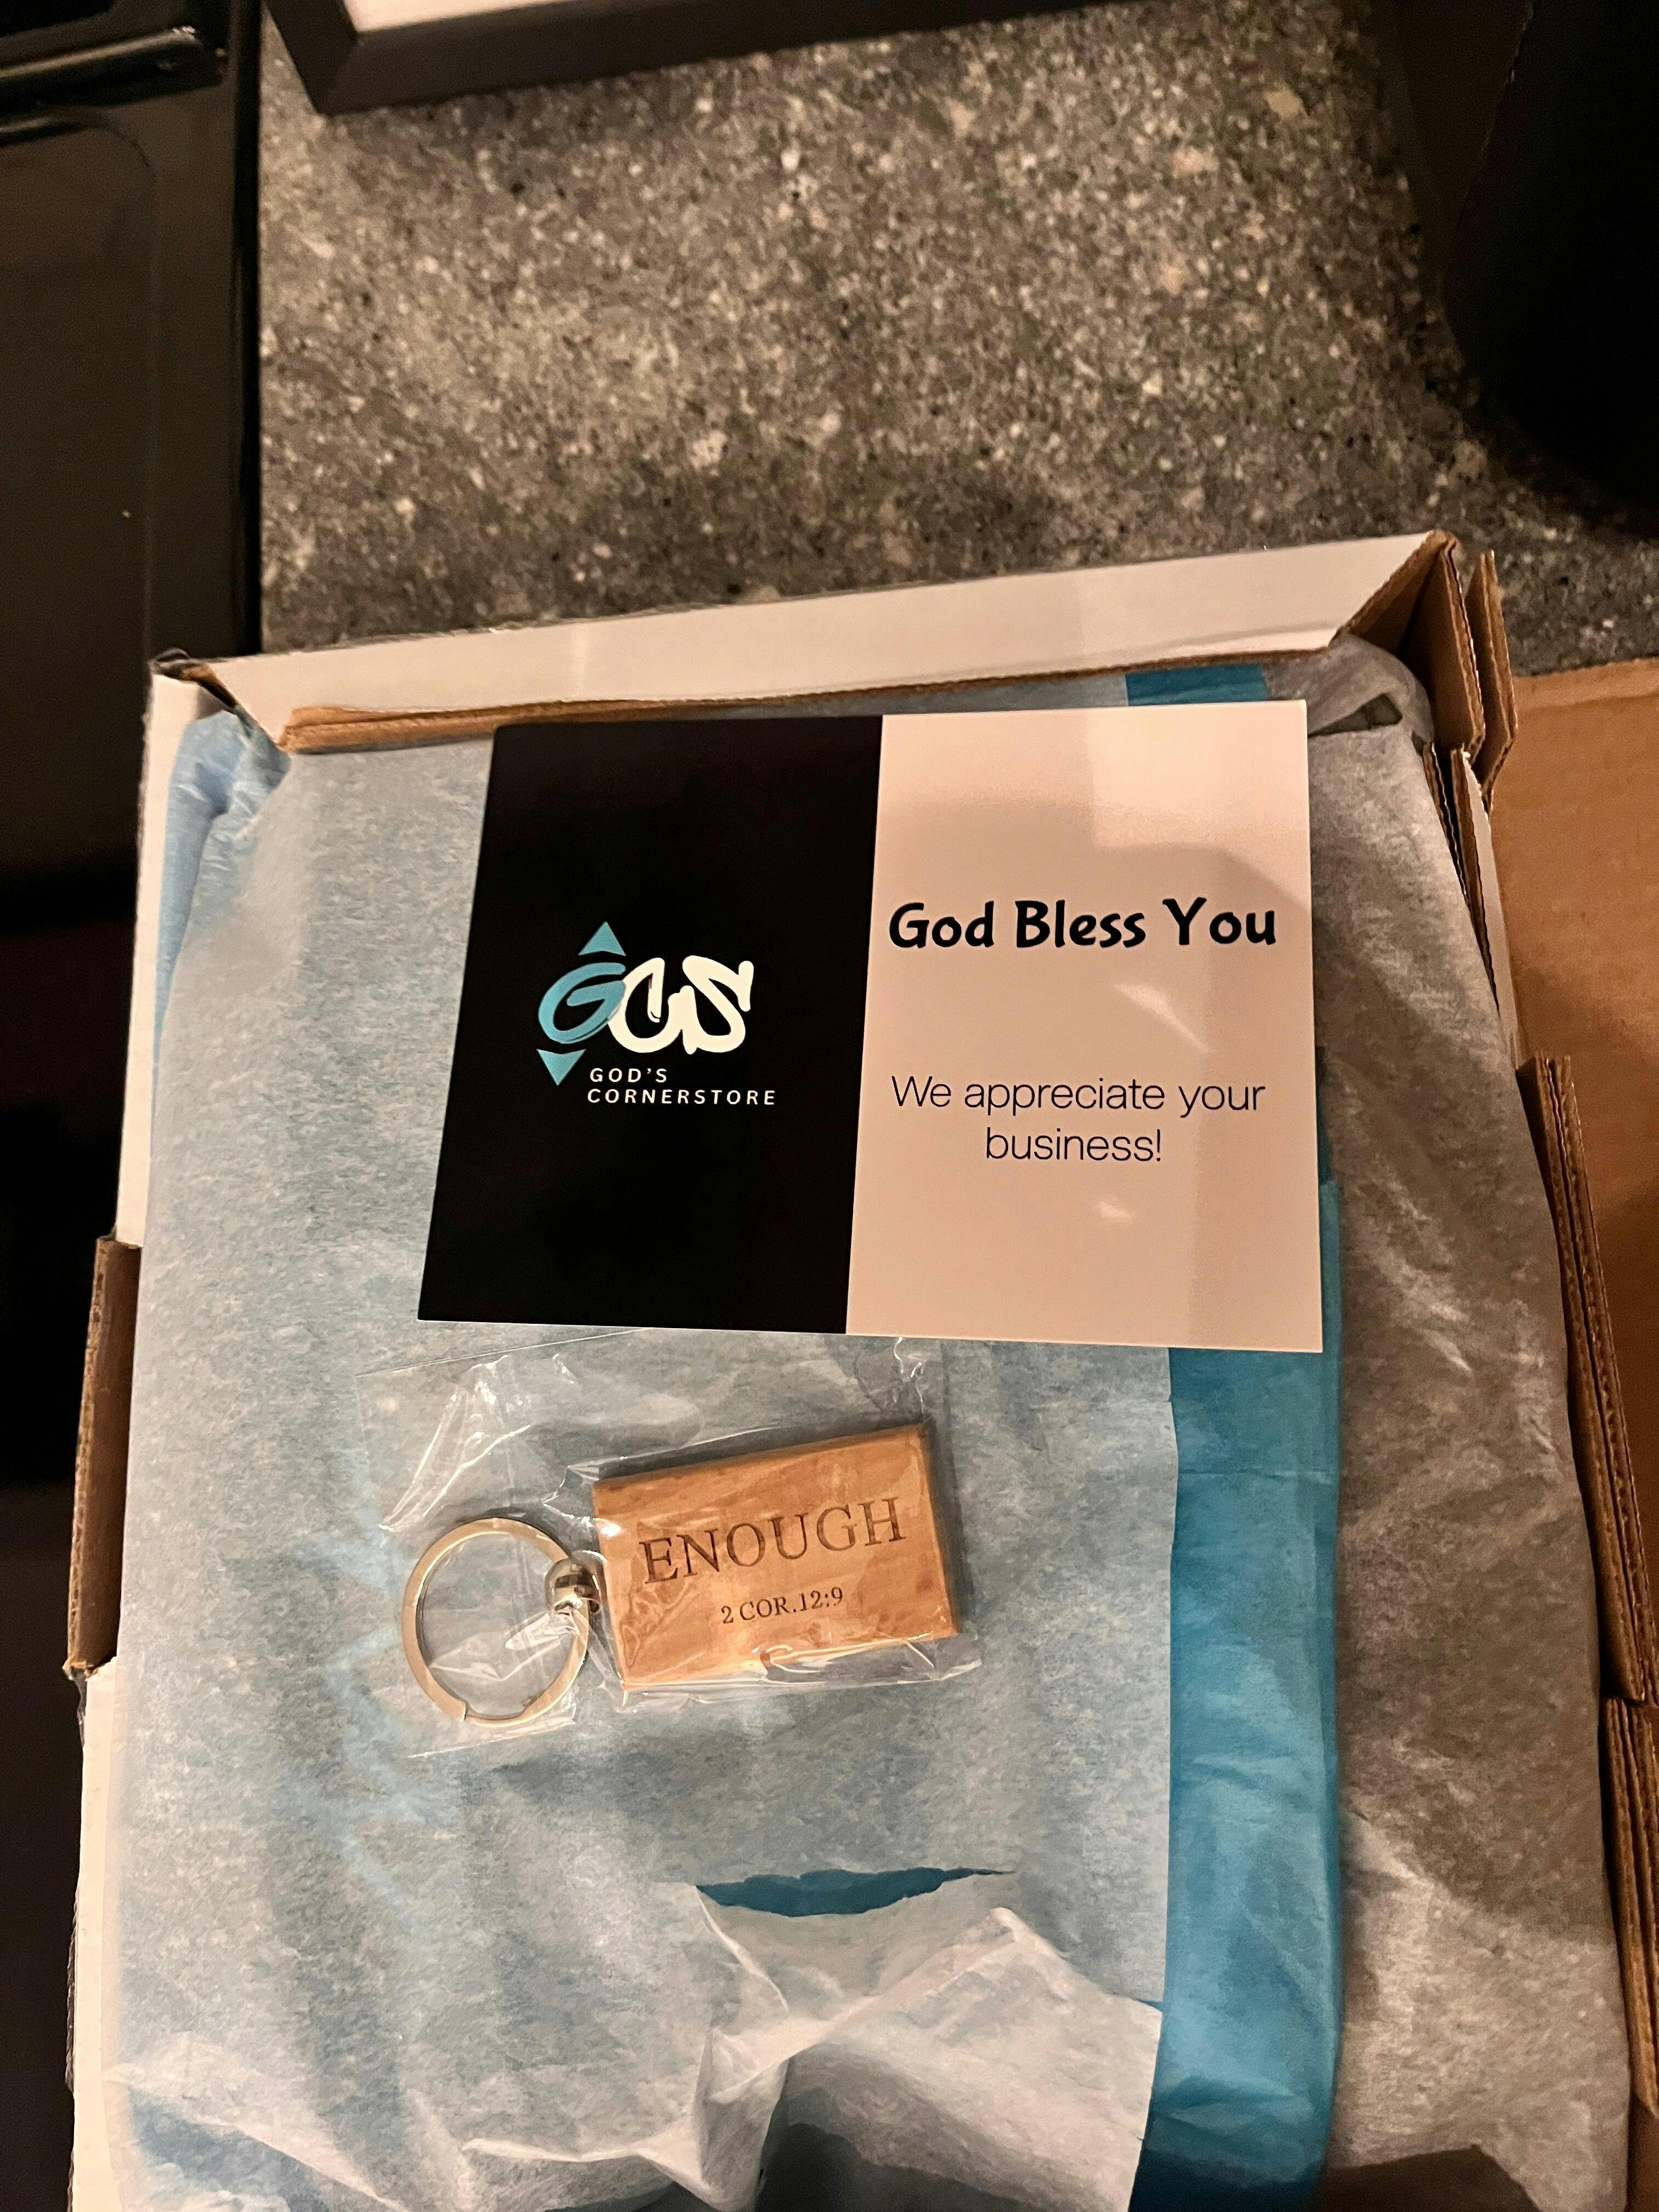 GCS
GOD'S
CORNERSTORE
God Bless You
We appreciate your
business!
ENOUGH
2 COR.12:9